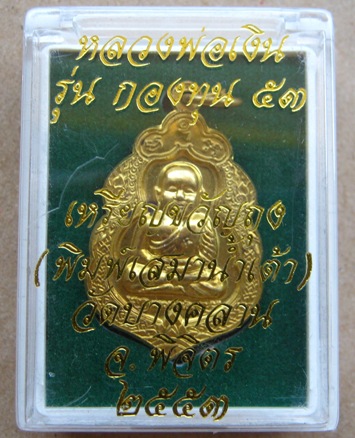 หลวงพ่อเงิน
รุ่น กองทุน ๕๓
เหรียญขวัญถุง
(พิมพ์เสมาน้ำเต้า)
วัดบางคลาน
จ. พิจิตร
๒๕๕๓